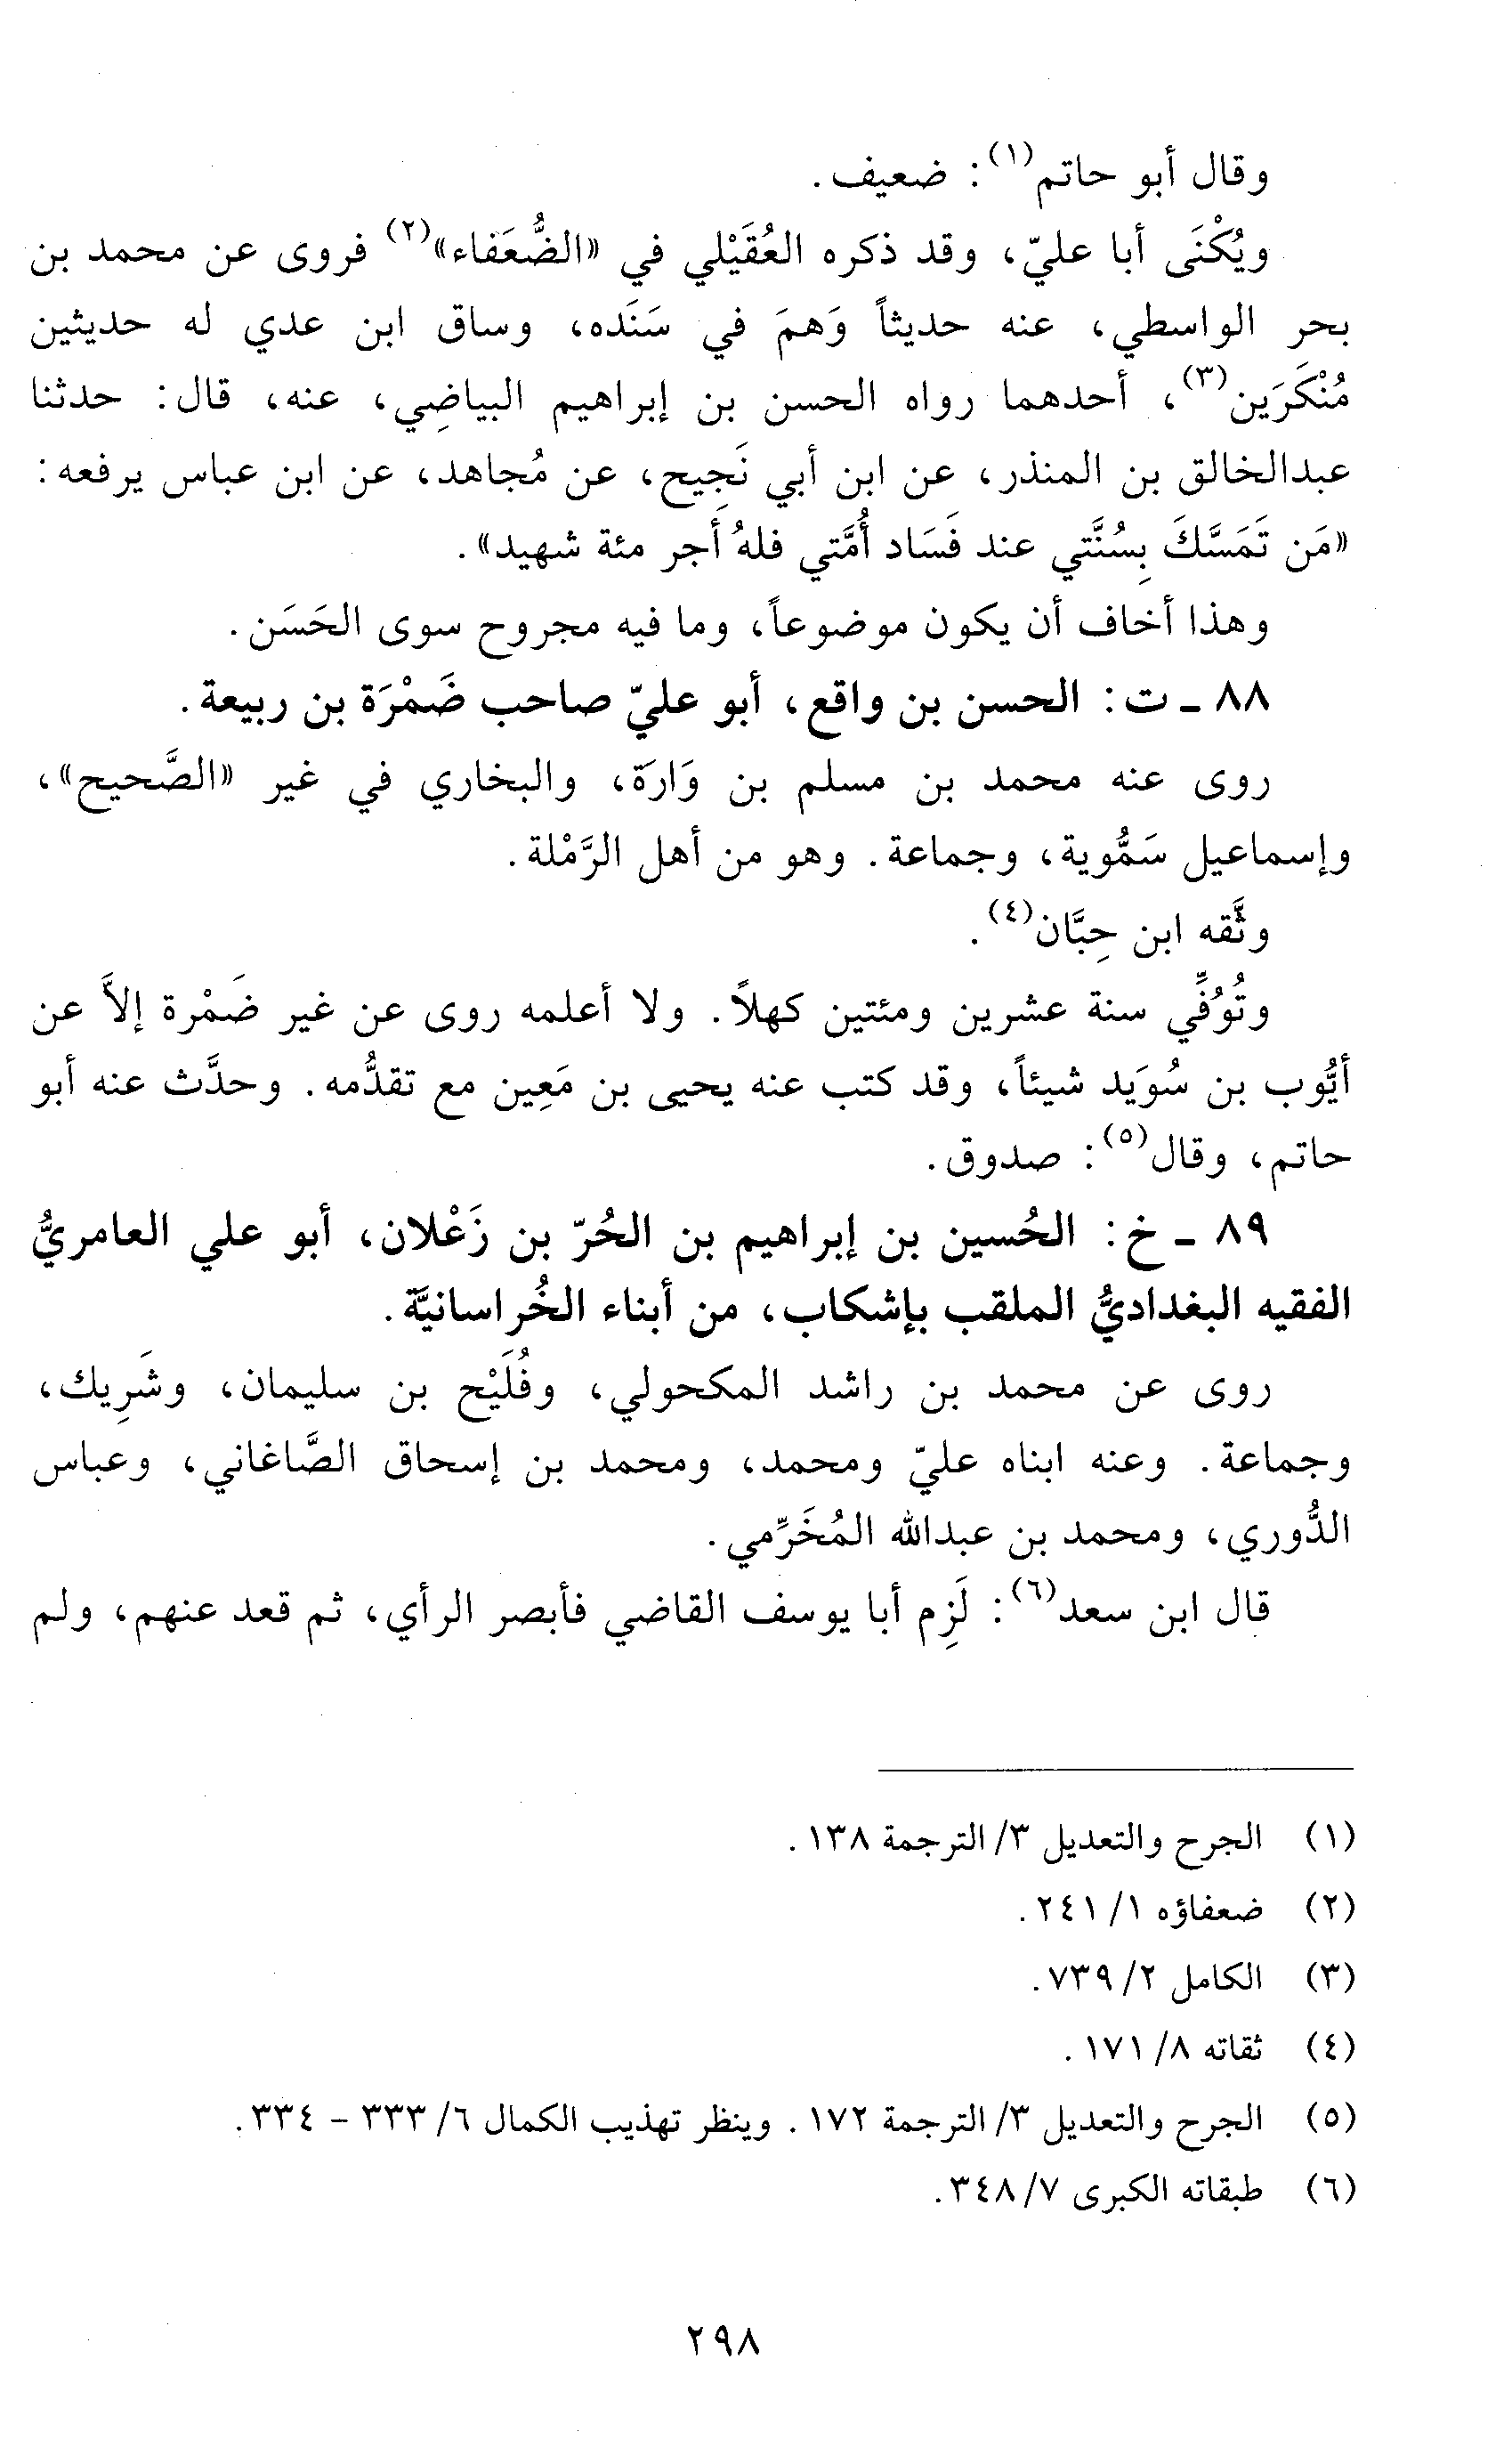 وقال أبو حاتم(١): ضعيف.
ويُكْنَى أبا عليّ، وقد ذكره العُقَيْلي في «الضُّعَفاء»(٢) فروى عن محمد بن
بحر الواسطي، عنه حديثاً وَهمَ في سَنَده، وساق ابن عدي له حديثين
مُنْكَرَين(٣)، أحدهما رواه الحسن بن إبراهيم البياضِي، عنه، قال: حدثنا
عبدالخالق بن المنذر، عن ابن أبي نَجِيح، عن مُجاهد، عن ابن عباس يرفعه:
«مَن تَمَسَّكَ بِسُنَّتي عند فَسَاد أُمَّتي فلهُ أَجر مئة شهيد».
وهذا أخاف أن يكون موضوعاً، وما فيه مجروح سوى الحَسَن.
٨٨ ـ ت: الحسن بن واقع، أبو عليّ صاحب ضَمْرَة بن ربيعة.
روى عنه محمد بن مسلم بن وَارَة، والبخاري في غير «الصَّحيح»،
وإسماعيل سَمُّوية، وجماعة. وهو من أهل الرَّمْلة.
وثَّقه ابن حِبَّان(٤).
وتُوُفِّي سنة عشرين ومئتين كهلاً. ولا أعلمه روى عن غير ضَمْرة إلاَّ عن
أيُّوب بن سُوَيد شيئاً، وقد كتب عنه يحيى بن مَعِين مع تقدُّمه. وحدَّث عنه أبو
حاتم، وقال(٥): صدوق.
٨٩ ـ خ: الحُسين بن إبراهيم بن الحُرّ بن زَعْلان، أبو علي العامريُّ
الفقيه البغداديُّ الملقب بإشكاب، من أبناء الخُراسانيَّة.
روى عن محمد بن راشد المكحولي، وفُلَيْح بن سليمان، وشَرِيك،
وجماعة. وعنه ابناه عليّ ومحمد، ومحمد بن إسحاق الصَّاغاني، وعباس
الدُّوري، ومحمد بن عبدالله المُخَرِّمي.
قال ابن سعد(٦): لَزِم أبا يوسف القاضي فأبصر الرأي، ثم قعد عنهم، ولم
(١) الجرح والتعديل ٣/ الترجمة ١٣٨.
(٢) ضعفاؤه ١/ ٢٤١.
(٣) الكامل ٢/ ٧٣٩.
(٤) ثقاته ٨/ ١٧١.
(٥) الجرح والتعديل ٣/ الترجمة ١٧٢. وينظر تهذيب الكمال ٦/ ٣٣٣ - ٣٣٤.
(٦) طبقاته الكبرى ٧/ ٣٤٨.
٢٩٨